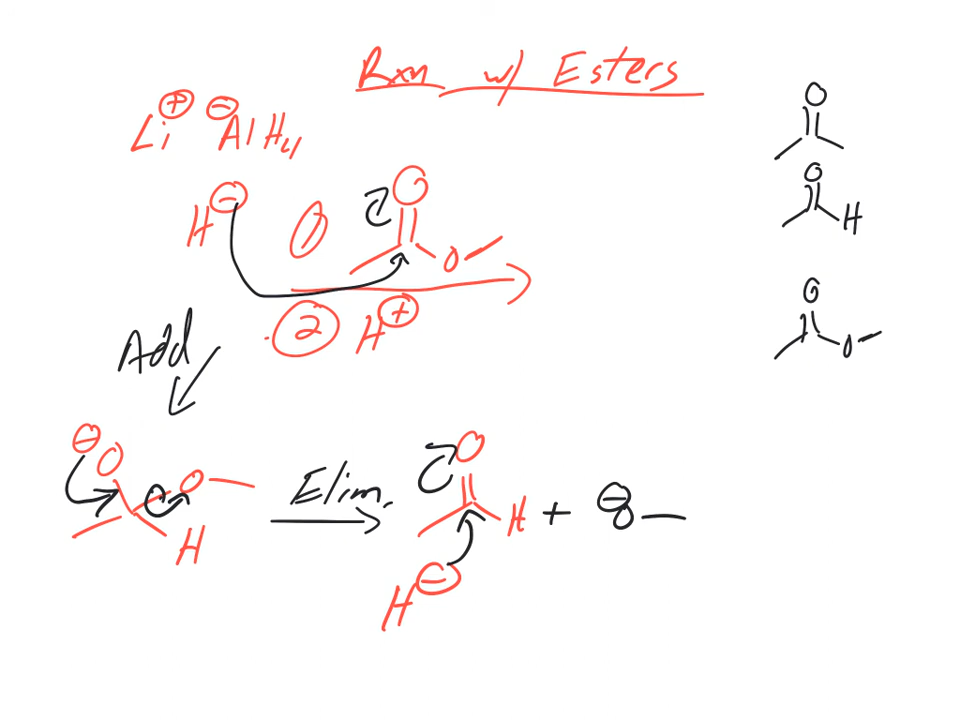 Rxn w/ Esters
Li⊕ ⊖AlH4
O
O
H⊖ ① O
H
O
② H⊕
O
O
Add
⊖O O
H
Elim.
O
H + ⊖O
H⊖